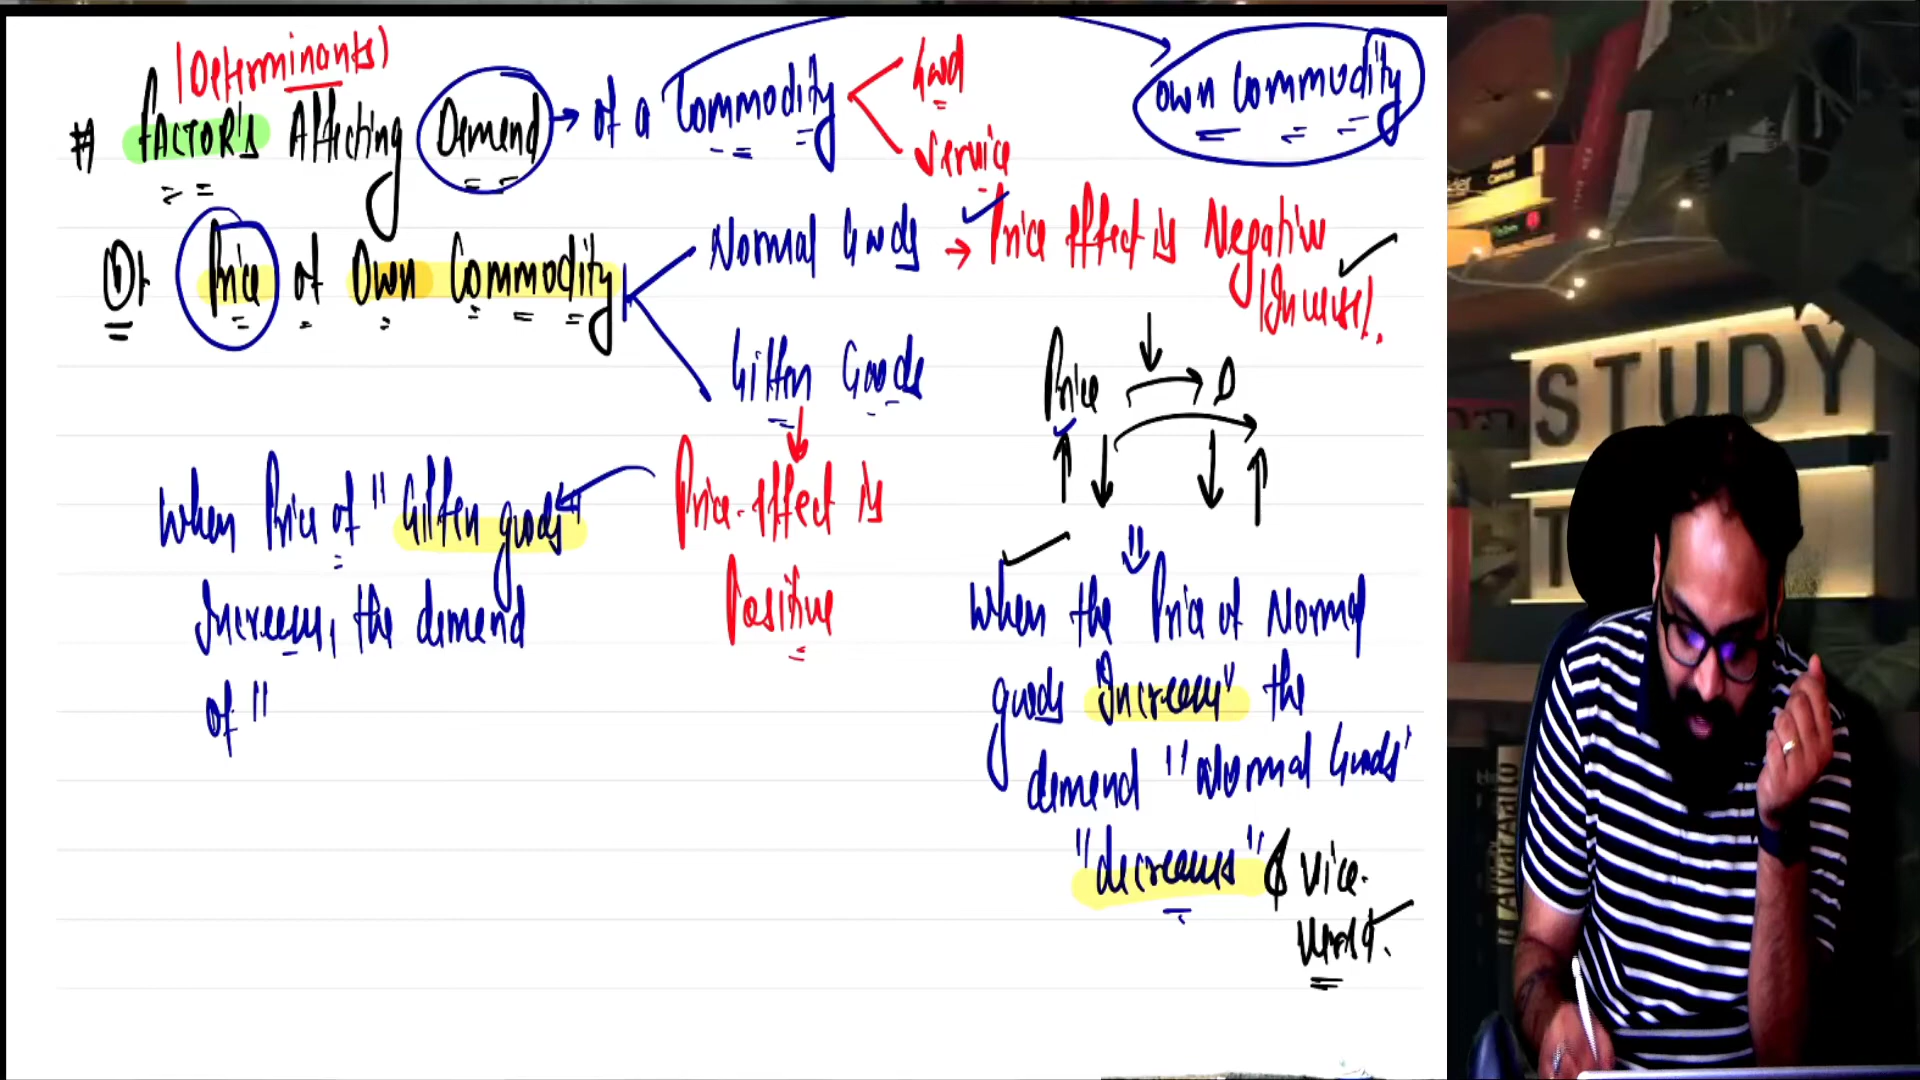 (Determinants)
# FACTOR'S Affecting Demand → of a Commodity
Good
Service
own commodity
① Price of Own Commodity
Normal Goods → Price effect is Negative
(Inverse).
Giffen Goods
Price D
Price-effect is
Positive
When Price of "Giffen goods"
Increases, the demand
of "
When the Price of Normal
goods "Increases" the
demand "Normal Goods"
"decreases" & vice-
versa.
STUDY
T